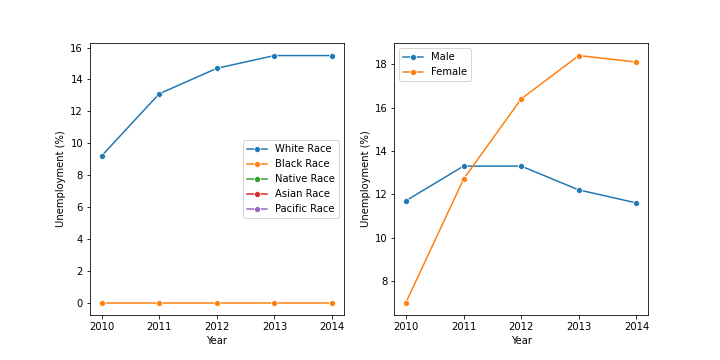 16
14
12
10
8
6
4
2
0
Unemployment (%)
White Race
Black Race
Native Race
Asian Race
Pacific Race
2010 2011 2012 2013 2014
Year
Male
Female
18
16
14
12
10
8
Unemployment (%)
2010 2011 2012 2013 2014
Year